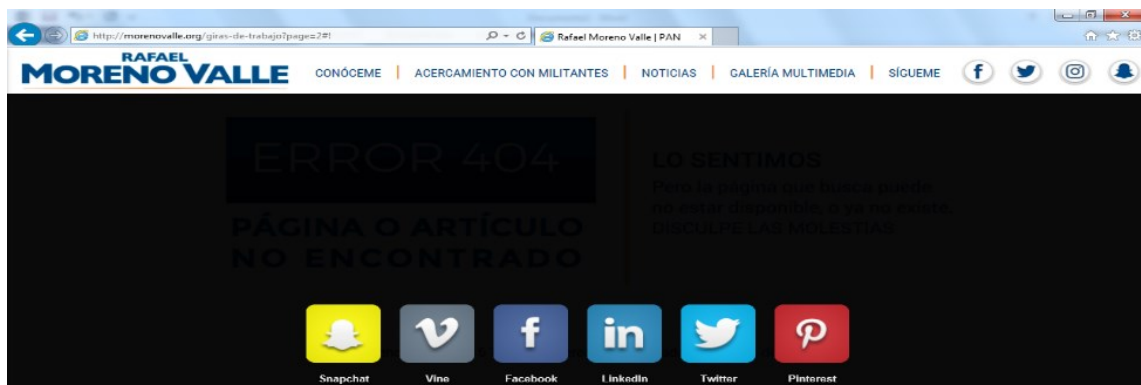 http://morenovalle.org/giras-de-trabajo?page=2#!
Rafael Moreno Valle | PAN
RAFAEL
MORENO VALLE
CONÓCEME | ACERCAMIENTO CON MILITANTES | NOTICIAS | GALERÍA MULTIMEDIA | SÍGUEME
ERROR 404
PÁGINA O ARTÍCULO
NO ENCONTRADO
LO SENTIMOS
Pero la página que busca puede
no estar disponible, o ya no existe.
DISCULPE LAS MOLESTIAS
Snapchat Vine Facebook LinkedIn Twitter Pinterest